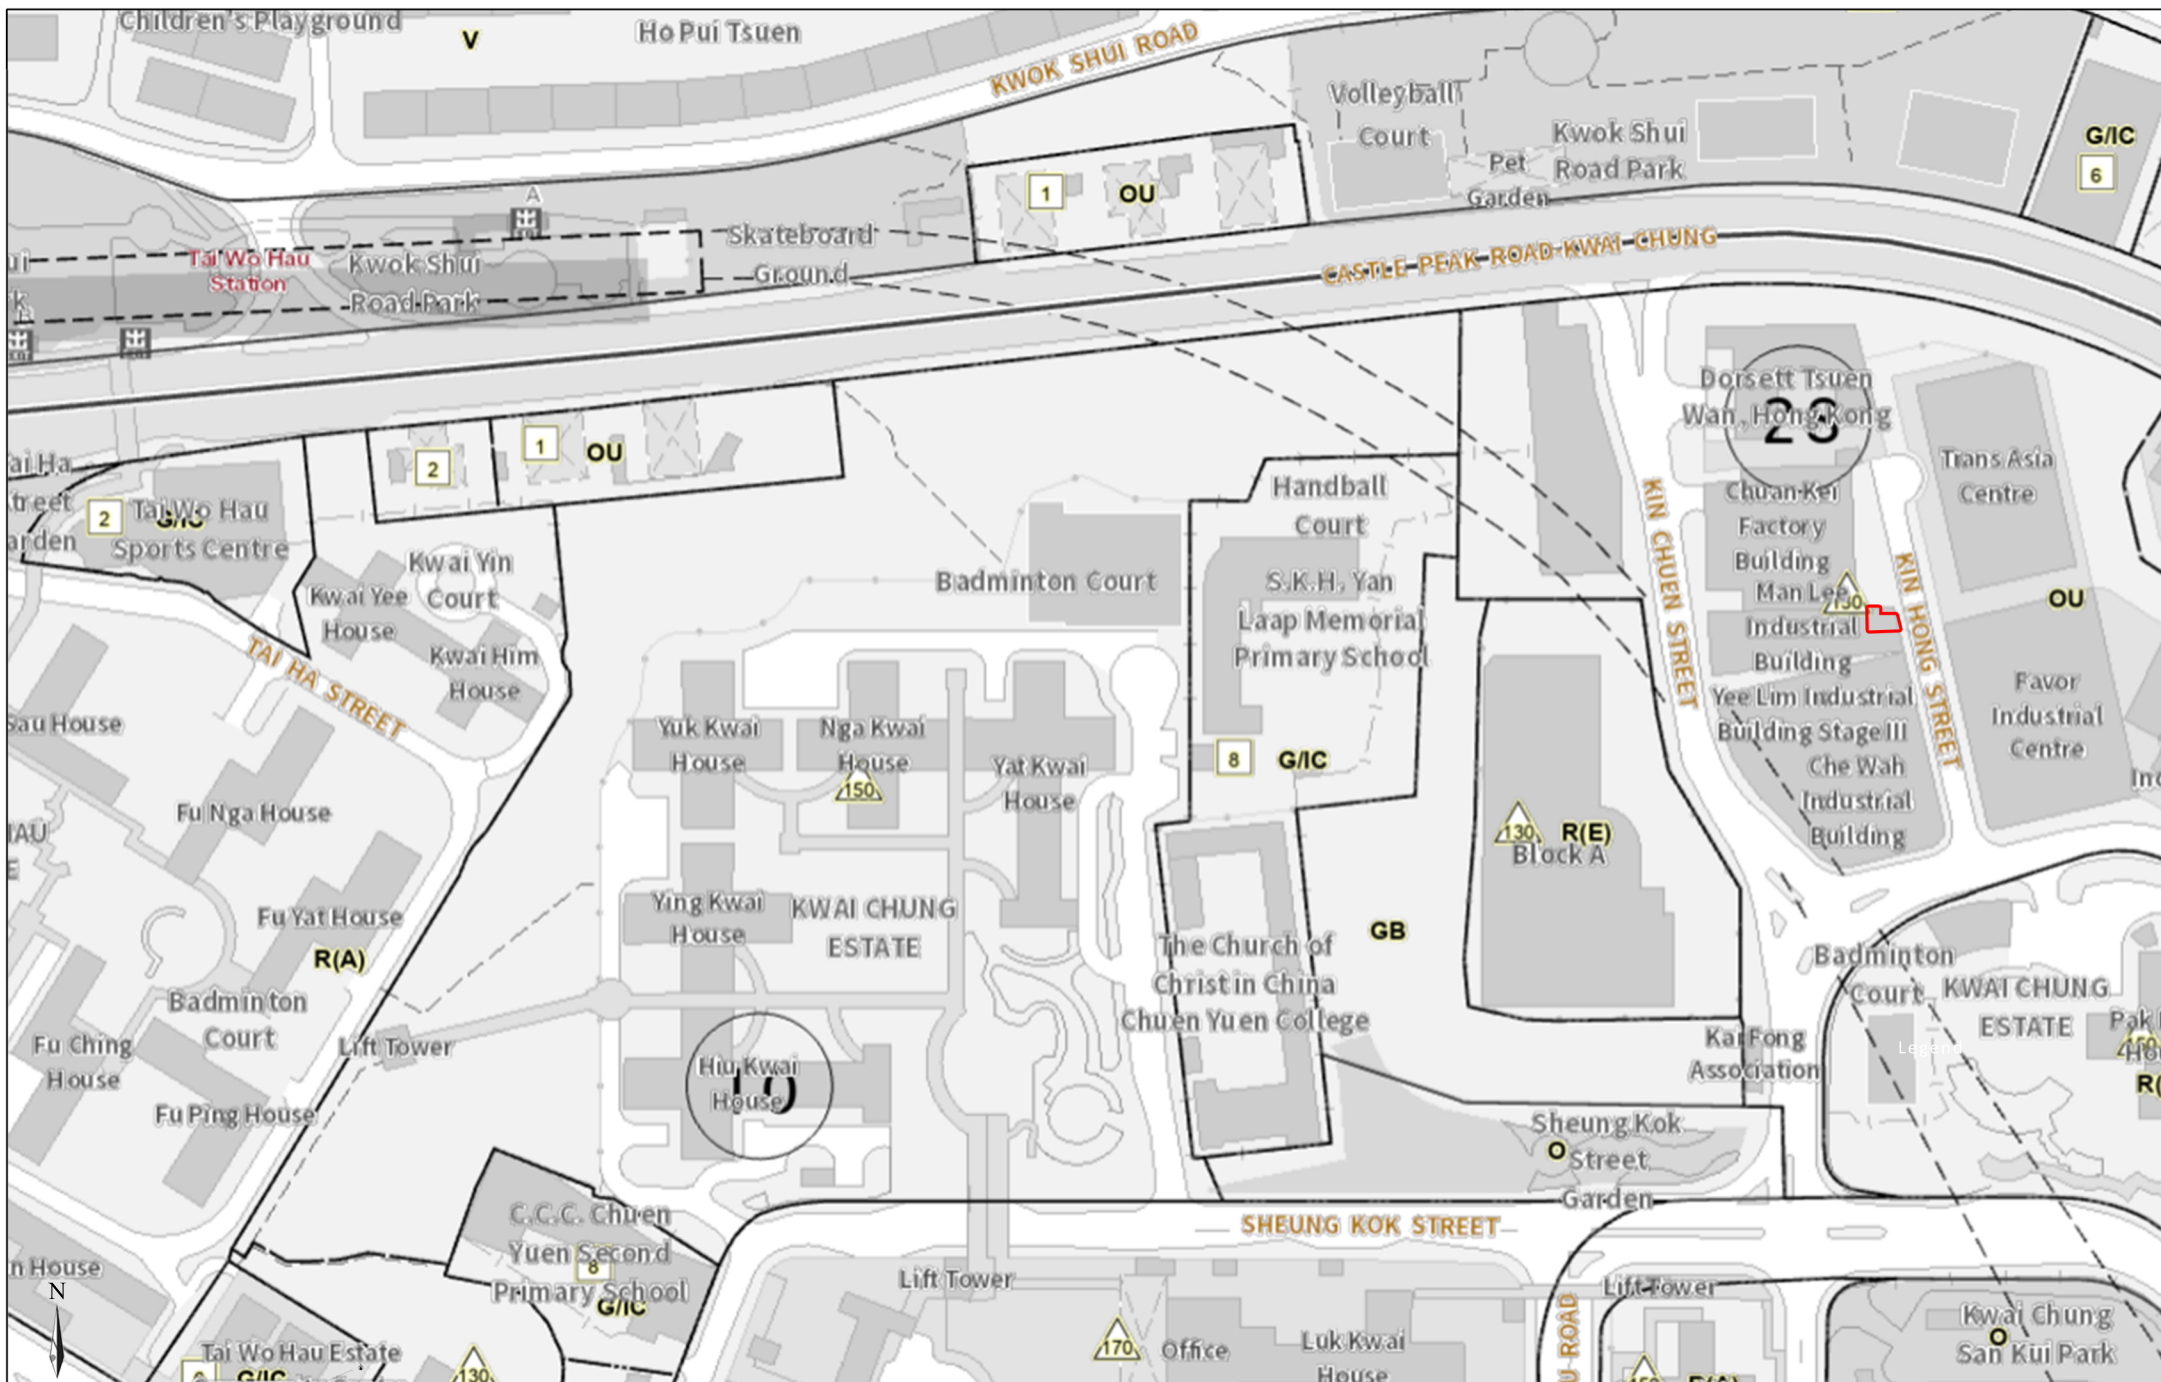 Children's Playground
V
Ho Pui Tsuen
KWOK SHUI ROAD
Volleyball
Court
Kwok Shui
Road Park
Pet
Garden
G/IC
6
1
OU
A
Skateboard
Ground
Tai Wo Hau
Station
Kwok Shui
Road Park
CASTLE PEAK ROAD-KWAI CHUNG
2
1
OU
2
G/IC
Tai Wo Hau
Sports Centre
Kwai Yin
Court
Kwai Yee
House
Kwai Him
House
TAI HA STREET
Badminton Court
Handball
Court
S.K.H. Yan
Laap Memorial
Primary School
8
G/IC
Dorsett Tsuen
Wan, Hong Kong
28
Chuan Kei
Factory
Building
Man Lee
Industrial
Building
130
Yee Lim Industrial
Building Stage III
Che Wah
Industrial
Building
KIN CHUEN STREET
KIN HONG STREET
Trans Asia
Centre
OU
Favor
Industrial
Centre
Sau House
Fu Nga House
Fu Yat House
R(A)
Badminton
Court
Fu Ching
House
Fu Ping House
Lift Tower
Yuk Kwai
House
Nga Kwai
House
150
Yat Kwai
House
Ying Kwai
House
KWAI CHUNG
ESTATE
Hiu Kwai
House
10
The Church of
Christ in China
Chuen Yuen College
GB
130
R(E)
Block A
Badminton
Court
KWAI CHUNG
ESTATE
Kai Fong
Association
Legend
Sheung Kok
Street
Garden
O
SHEUNG KOK STREET
C.C.C. Chuen
Yuen Second
Primary School
8
G/IC
N
Tai Wo Hau Estate
G/IC
130
Lift Tower
170
Office
Luk Kwai
House
Lift Tower
Kwai Chung
San Kui Park
O